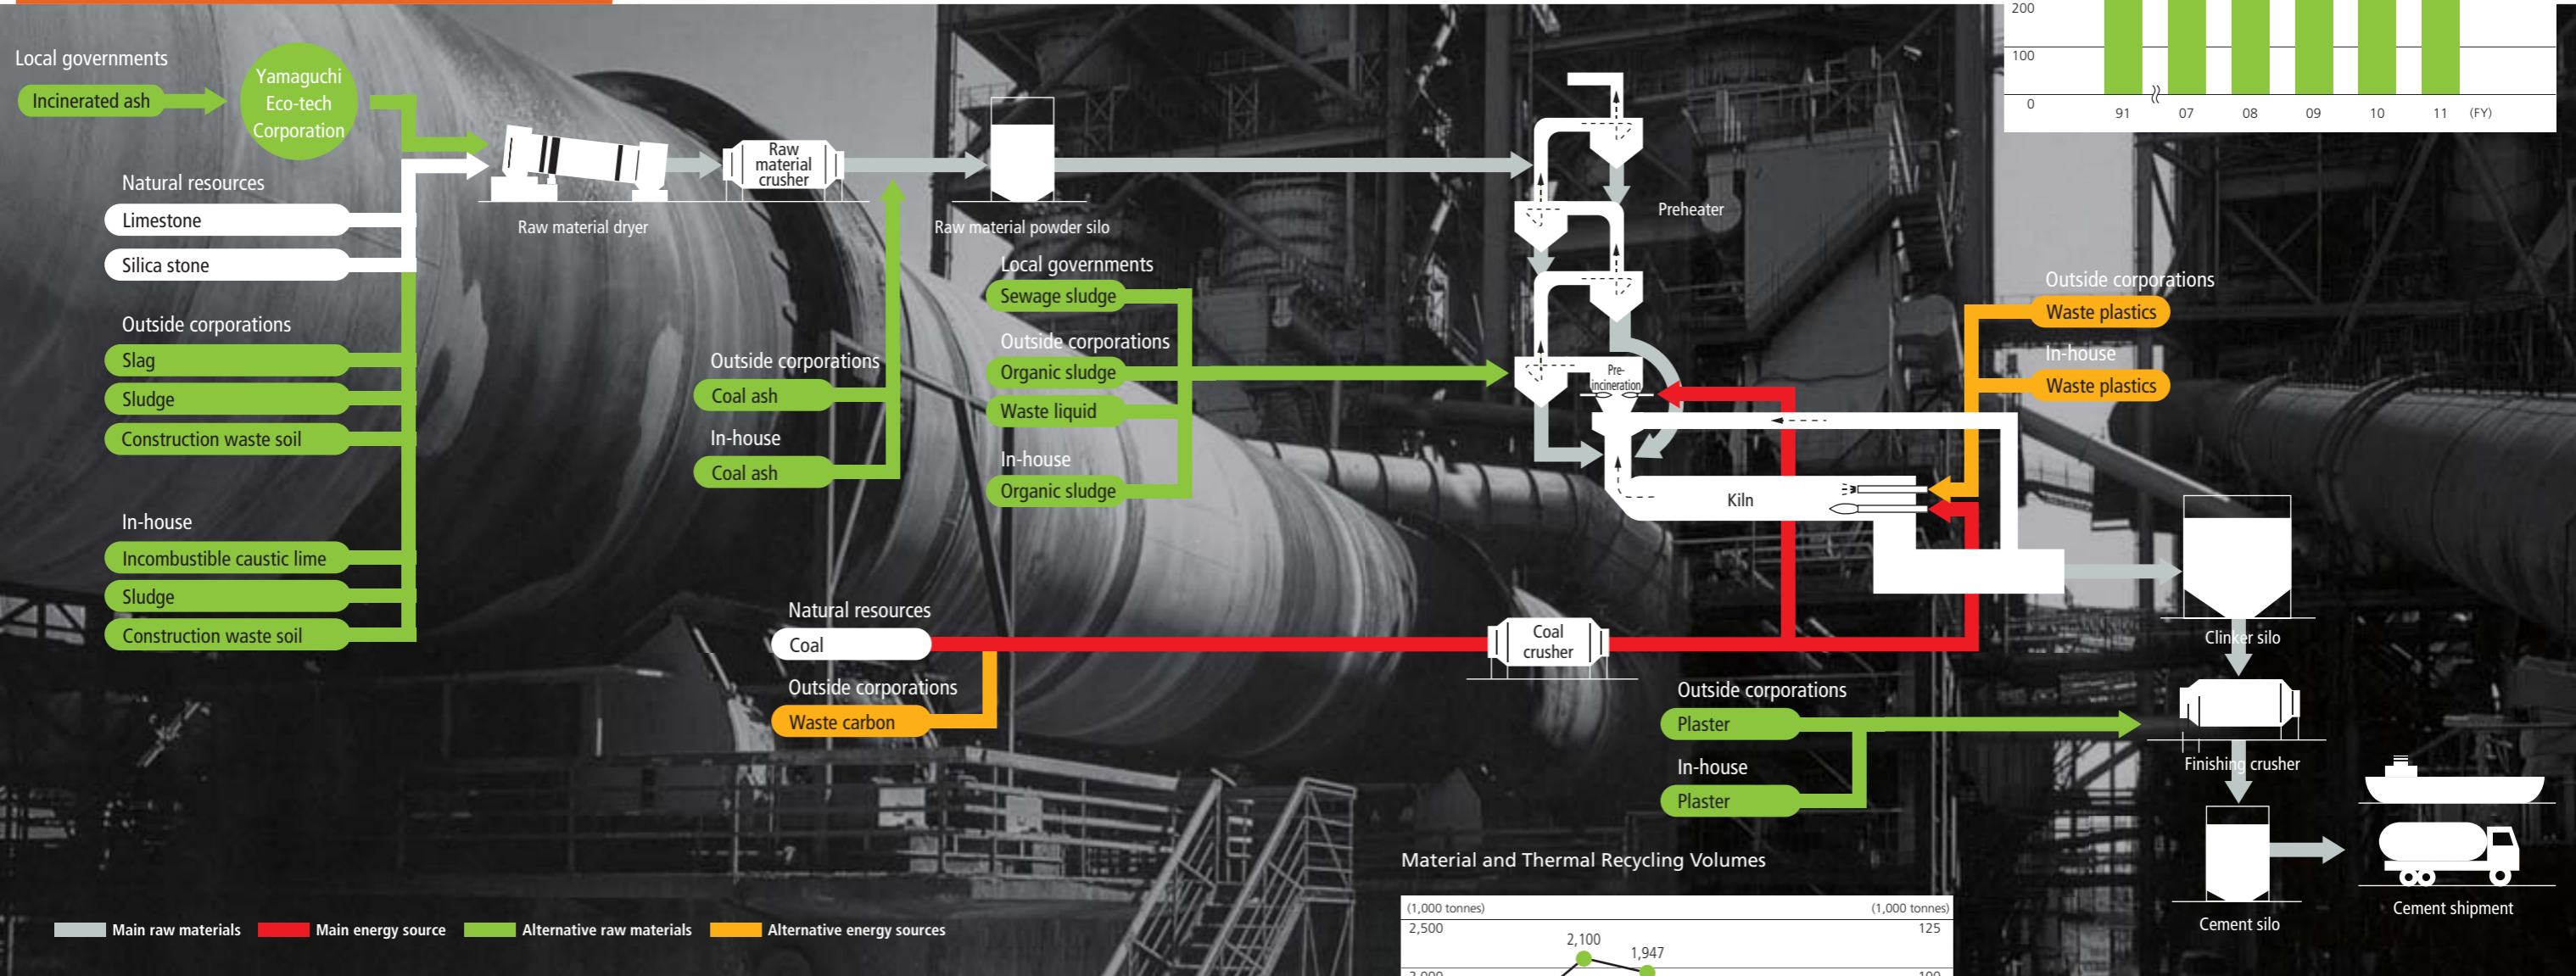 200
100
0
91
07
08
09
10
11
(FY)
Local governments
Incinerated ash
Yamaguchi
Eco-tech
Corporation
Natural resources
Limestone
Silica stone
Outside corporations
Slag
Sludge
Construction waste soil
In-house
Incombustible caustic lime
Sludge
Construction waste soil
Raw material dryer
Raw
material
crusher
Raw material powder silo
Outside corporations
Coal ash
In-house
Coal ash
Local governments
Sewage sludge
Outside corporations
Organic sludge
Waste liquid
In-house
Organic sludge
Preheater
Pre-
incineration
Kiln
Outside corporations
Waste plastics
In-house
Waste plastics
Natural resources
Coal
Outside corporations
Waste carbon
Coal
crusher
Clinker silo
Outside corporations
Plaster
In-house
Plaster
Finishing crusher
Cement silo
Cement shipment
Main raw materials
Main energy source
Alternative raw materials
Alternative energy sources
Material and Thermal Recycling Volumes
(1,000 tonnes)
(1,000 tonnes)
2,500
125
2,100
1,947